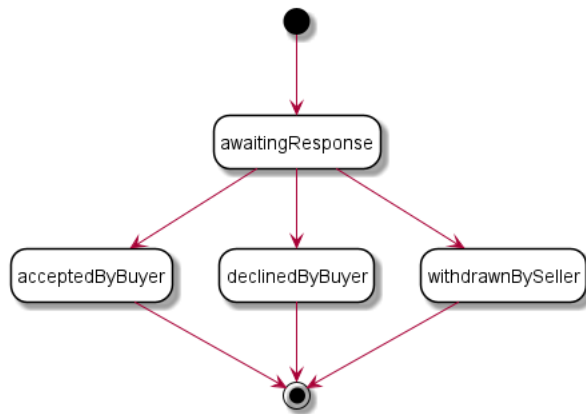 awaitingResponse
acceptedByBuyer
declinedByBuyer
withdrawnBySeller